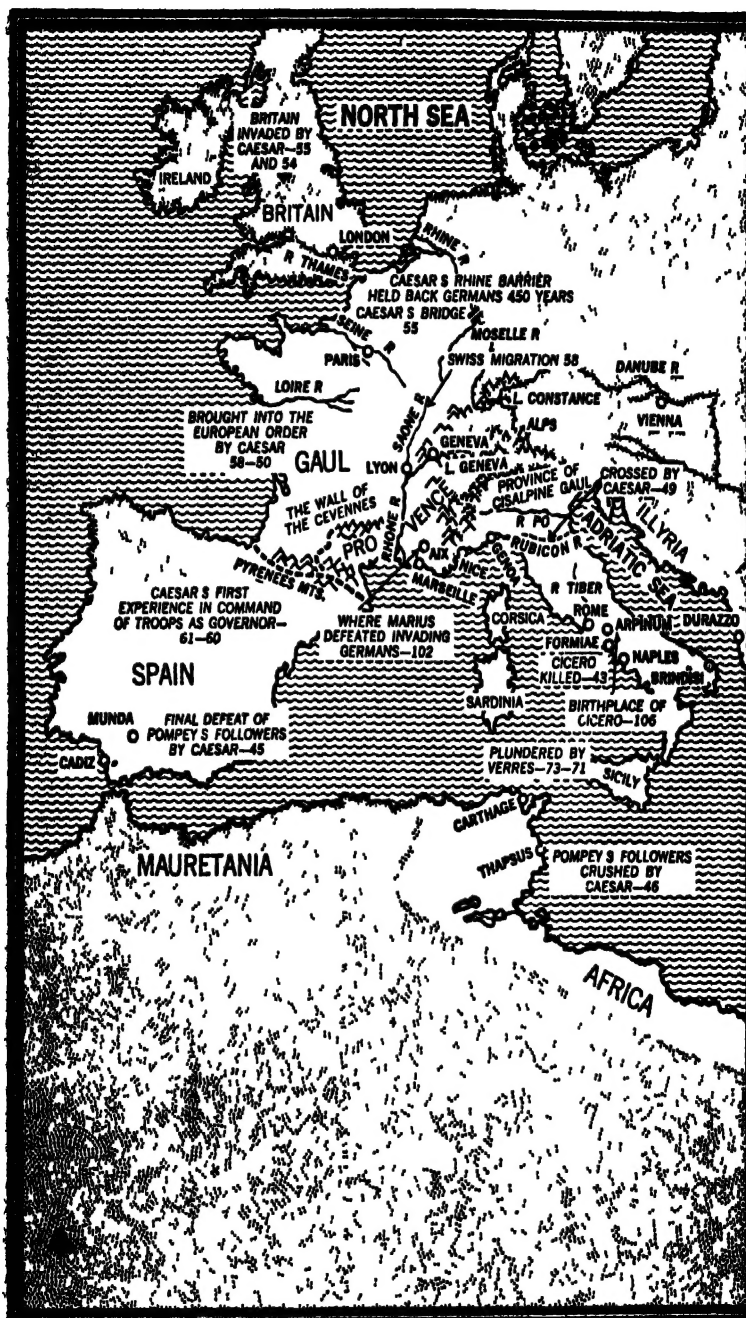 NORTH SEA
BRITAIN
INVADED BY
CAESAR—55
AND 54
IRELAND
BRITAIN
LONDON
R THAMES
RHINE R
CAESAR S RHINE BARRIER
HELD BACK GERMANS 450 YEARS
CAESAR S BRIDGE
55
SEINE R
PARIS
MOSELLE R
SWISS MIGRATION 58
DANUBE R
LOIRE R
SAONE R
L. CONSTANCE
VIENNA
BROUGHT INTO THE
EUROPEAN ORDER
BY CAESAR
58—50
ALPS
GENEVA
L. GENEVA
GAUL
LYON
PROVINCE OF
CISALPINE GAUL
CROSSED BY
CAESAR—49
THE WALL OF
THE CEVENNES
RHONE R
PROVENCE
R PO
RUBICON R
ILLYRIA
ADRIATIC SEA
PYRENEES MTS.
AIX
NICE
GENOA
MARSEILLE
CAESAR S FIRST
EXPERIENCE IN COMMAND
OF TROOPS AS GOVERNOR—
61—60
WHERE MARIUS
DEFEATED INVADING
GERMANS—102
CORSICA
R TIBER
ROME
ARPINUM
DURAZZO
FORMIAE
CICERO
KILLED—43
NAPLES
BRINDISI
SPAIN
SARDINIA
BIRTHPLACE OF
CICERO—106
MUNDA
FINAL DEFEAT OF
POMPEY S FOLLOWERS
BY CAESAR—45
CADIZ
PLUNDERED BY
VERRES—73—71
SICILY
CARTHAGE
MAURETANIA
THAPSUS
POMPEY S FOLLOWERS
CRUSHED BY
CAESAR—46
AFRICA